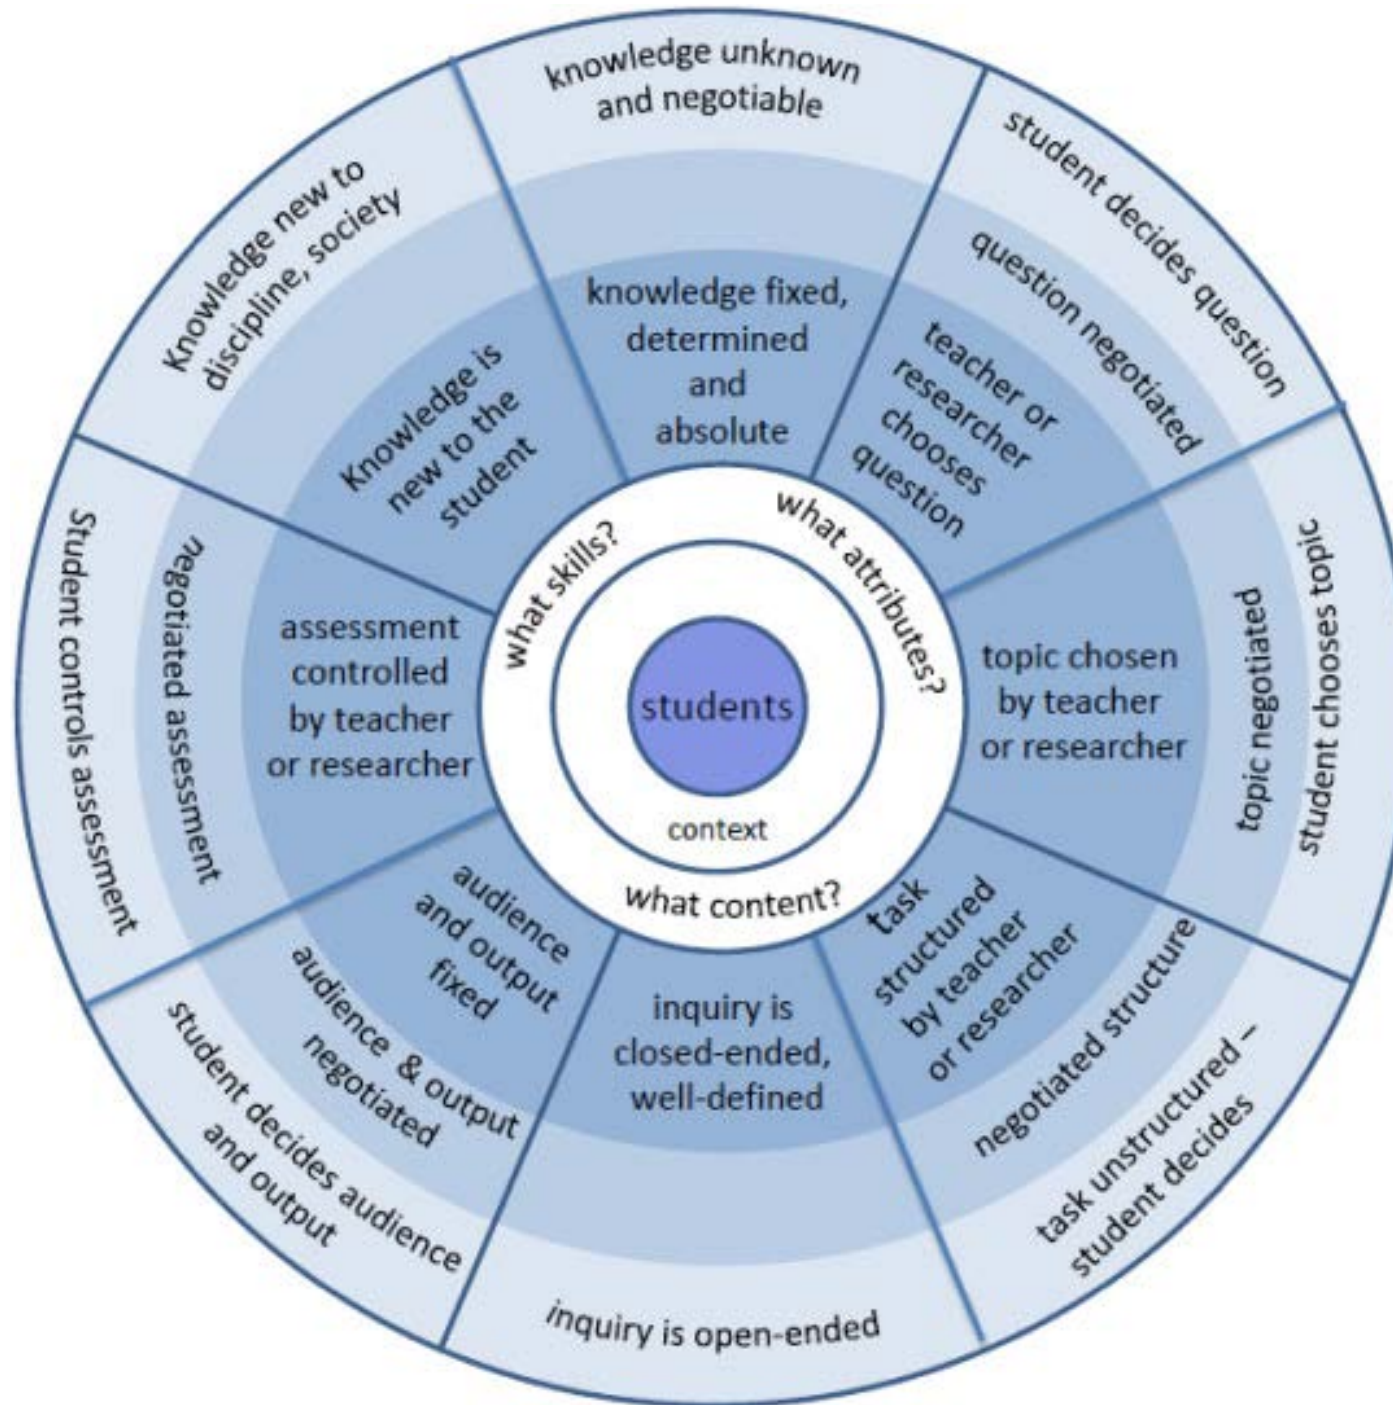 knowledge unknown
and negotiable
knowledge fixed,
determined
and
absolute
student decides question
question negotiated
teacher or
researcher
chooses
question
student chooses topic
topic negotiated
topic chosen
by teacher
or researcher
task unstructured –
student decides
negotiated structure
task
structured
by teacher
or researcher
inquiry is
closed-ended,
well-defined
inquiry is open-ended
audience
and output
fixed
audience & output
negotiated
student decides audience
and output
assessment
controlled
by teacher
or researcher
negotiated assessment
Student controls assessment
Knowledge is
new to the
student
Knowledge new to
discipline, society
what skills?
what attributes?
what content?
context
students